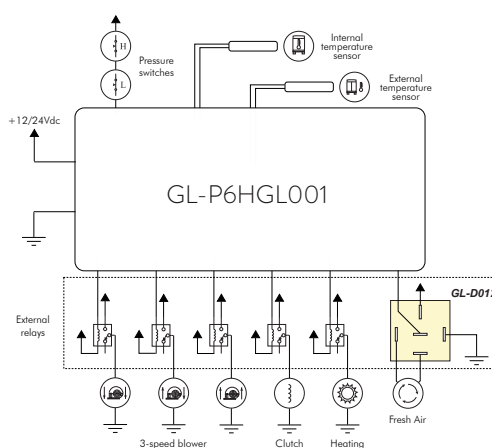 H
L
Pressure
switches
Internal
temperature
sensor
External
temperature
sensor
+12/24Vdc
GL-P6HGL001
External
relays
3-speed blower
Clutch
Heating
Fresh Air